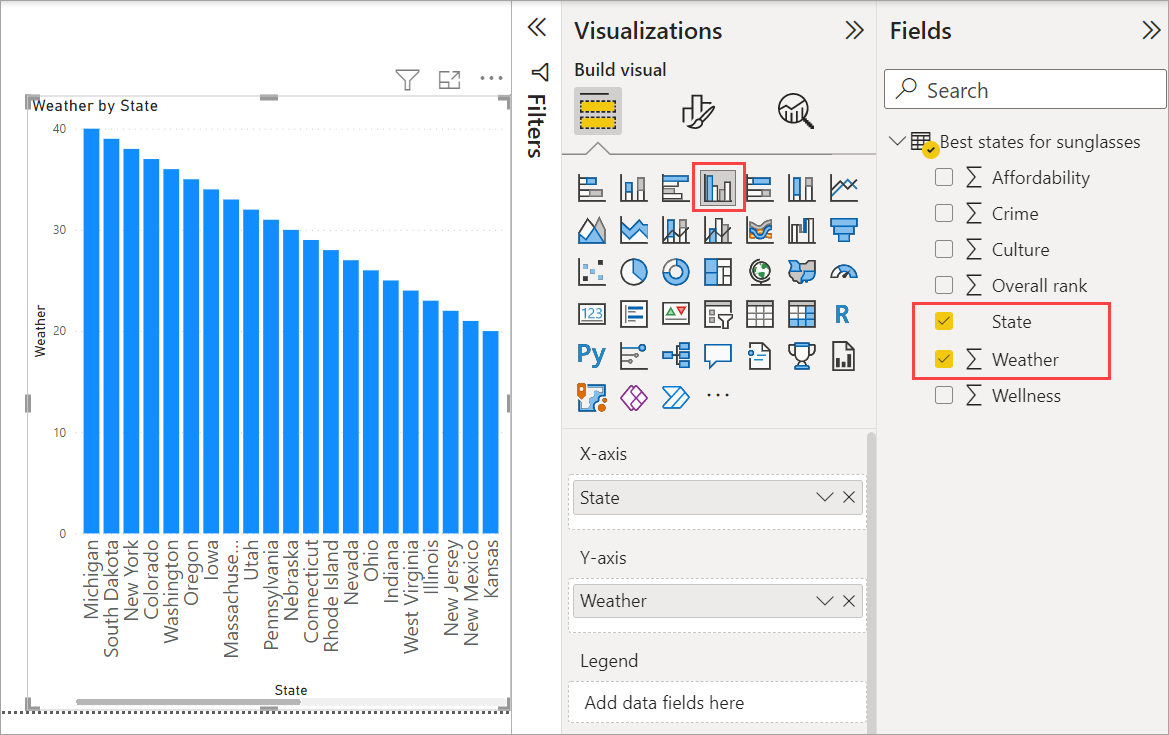 Weather by State
40
30
20
10
0
Weather
Michigan
South Dakota
New York
Colorado
Washington
Oregon
Iowa
Massachuse...
Utah
Pennsylvania
Nebraska
Connecticut
Rhode Island
Nevada
Ohio
Indiana
West Virginia
Illinois
New Jersey
New Mexico
Kansas
State
Filters
Visualizations
Build visual
123
R
Py
X-axis
State
Y-axis
Weather
Legend
Add data fields here
Fields
Search
Best states for sunglasses
Affordability
Crime
Culture
Overall rank
State
Weather
Wellness